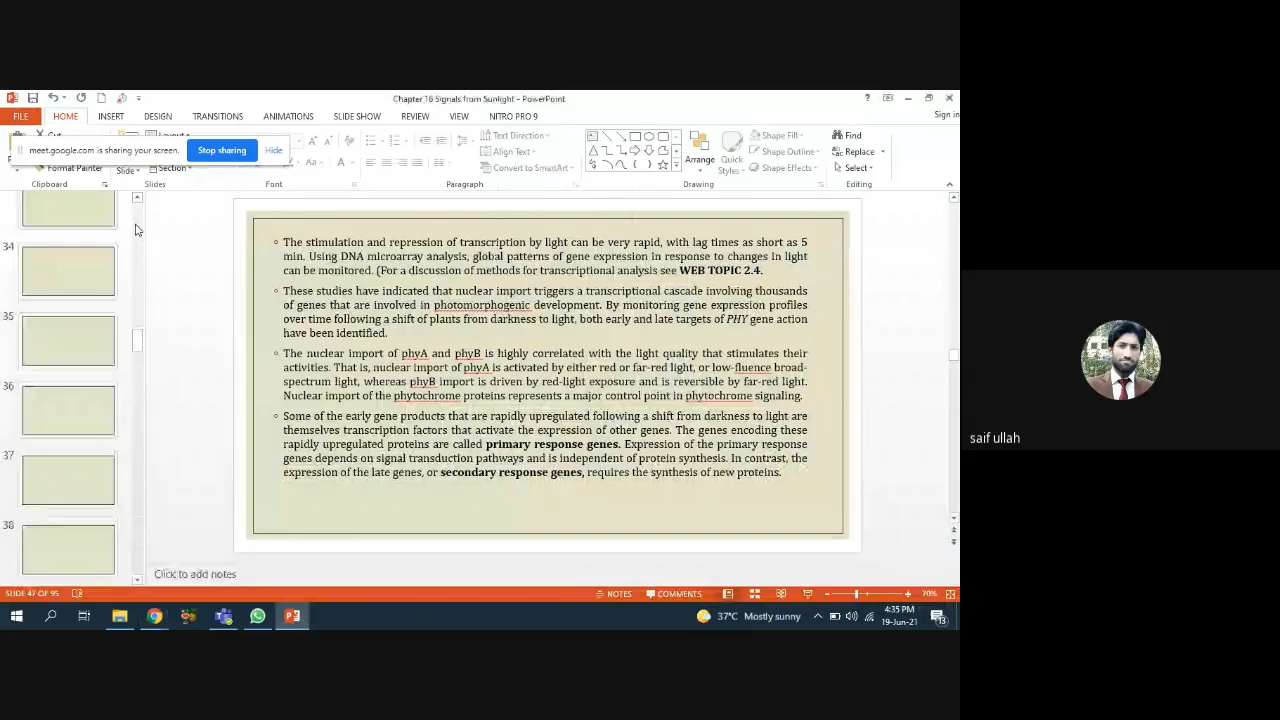 Chapter 16 Signals from Sunlight - PowerPoint
Sign in
FILE HOME INSERT DESIGN TRANSITIONS ANIMATIONS SLIDE SHOW REVIEW VIEW NITRO PRO 9
Cut
Layout
meet.google.com is sharing your screen. Stop sharing Hide
Format Painter
Slide
Section
Aa
Text Direction
Align Text
Convert to SmartArt
Arrange
Quick Styles
Shape Fill
Shape Outline
Shape Effects
Find
Replace
Select
Clipboard Slides Font Paragraph Drawing Editing
34
35
36
37
38
◦ The stimulation and repression of transcription by light can be very rapid, with lag times as short as 5
min. Using DNA microarray analysis, global patterns of gene expression in response to changes in light
can be monitored. (For a discussion of methods for transcriptional analysis see WEB TOPIC 2.4.
◦ These studies have indicated that nuclear import triggers a transcriptional cascade involving thousands
of genes that are involved in photomorphogenic development. By monitoring gene expression profiles
over time following a shift of plants from darkness to light, both early and late targets of PHY gene action
have been identified.
◦ The nuclear import of phyA and phyB is highly correlated with the light quality that stimulates their
activities. That is, nuclear import of phyA is activated by either red or far-red light, or low-fluence broad-
spectrum light, whereas phyB import is driven by red-light exposure and is reversible by far-red light.
Nuclear import of the phytochrome proteins represents a major control point in phytochrome signaling.
◦ Some of the early gene products that are rapidly upregulated following a shift from darkness to light are
themselves transcription factors that activate the expression of other genes. The genes encoding these
rapidly upregulated proteins are called primary response genes. Expression of the primary response
genes depends on signal transduction pathways and is independent of protein synthesis. In contrast, the
expression of the late genes, or secondary response genes, requires the synthesis of new proteins.
Click to add notes
SLIDE 47 OF 95
NOTES COMMENTS 70%
37°C Mostly sunny
4:35 PM
19-Jun-21
13
saif ullah